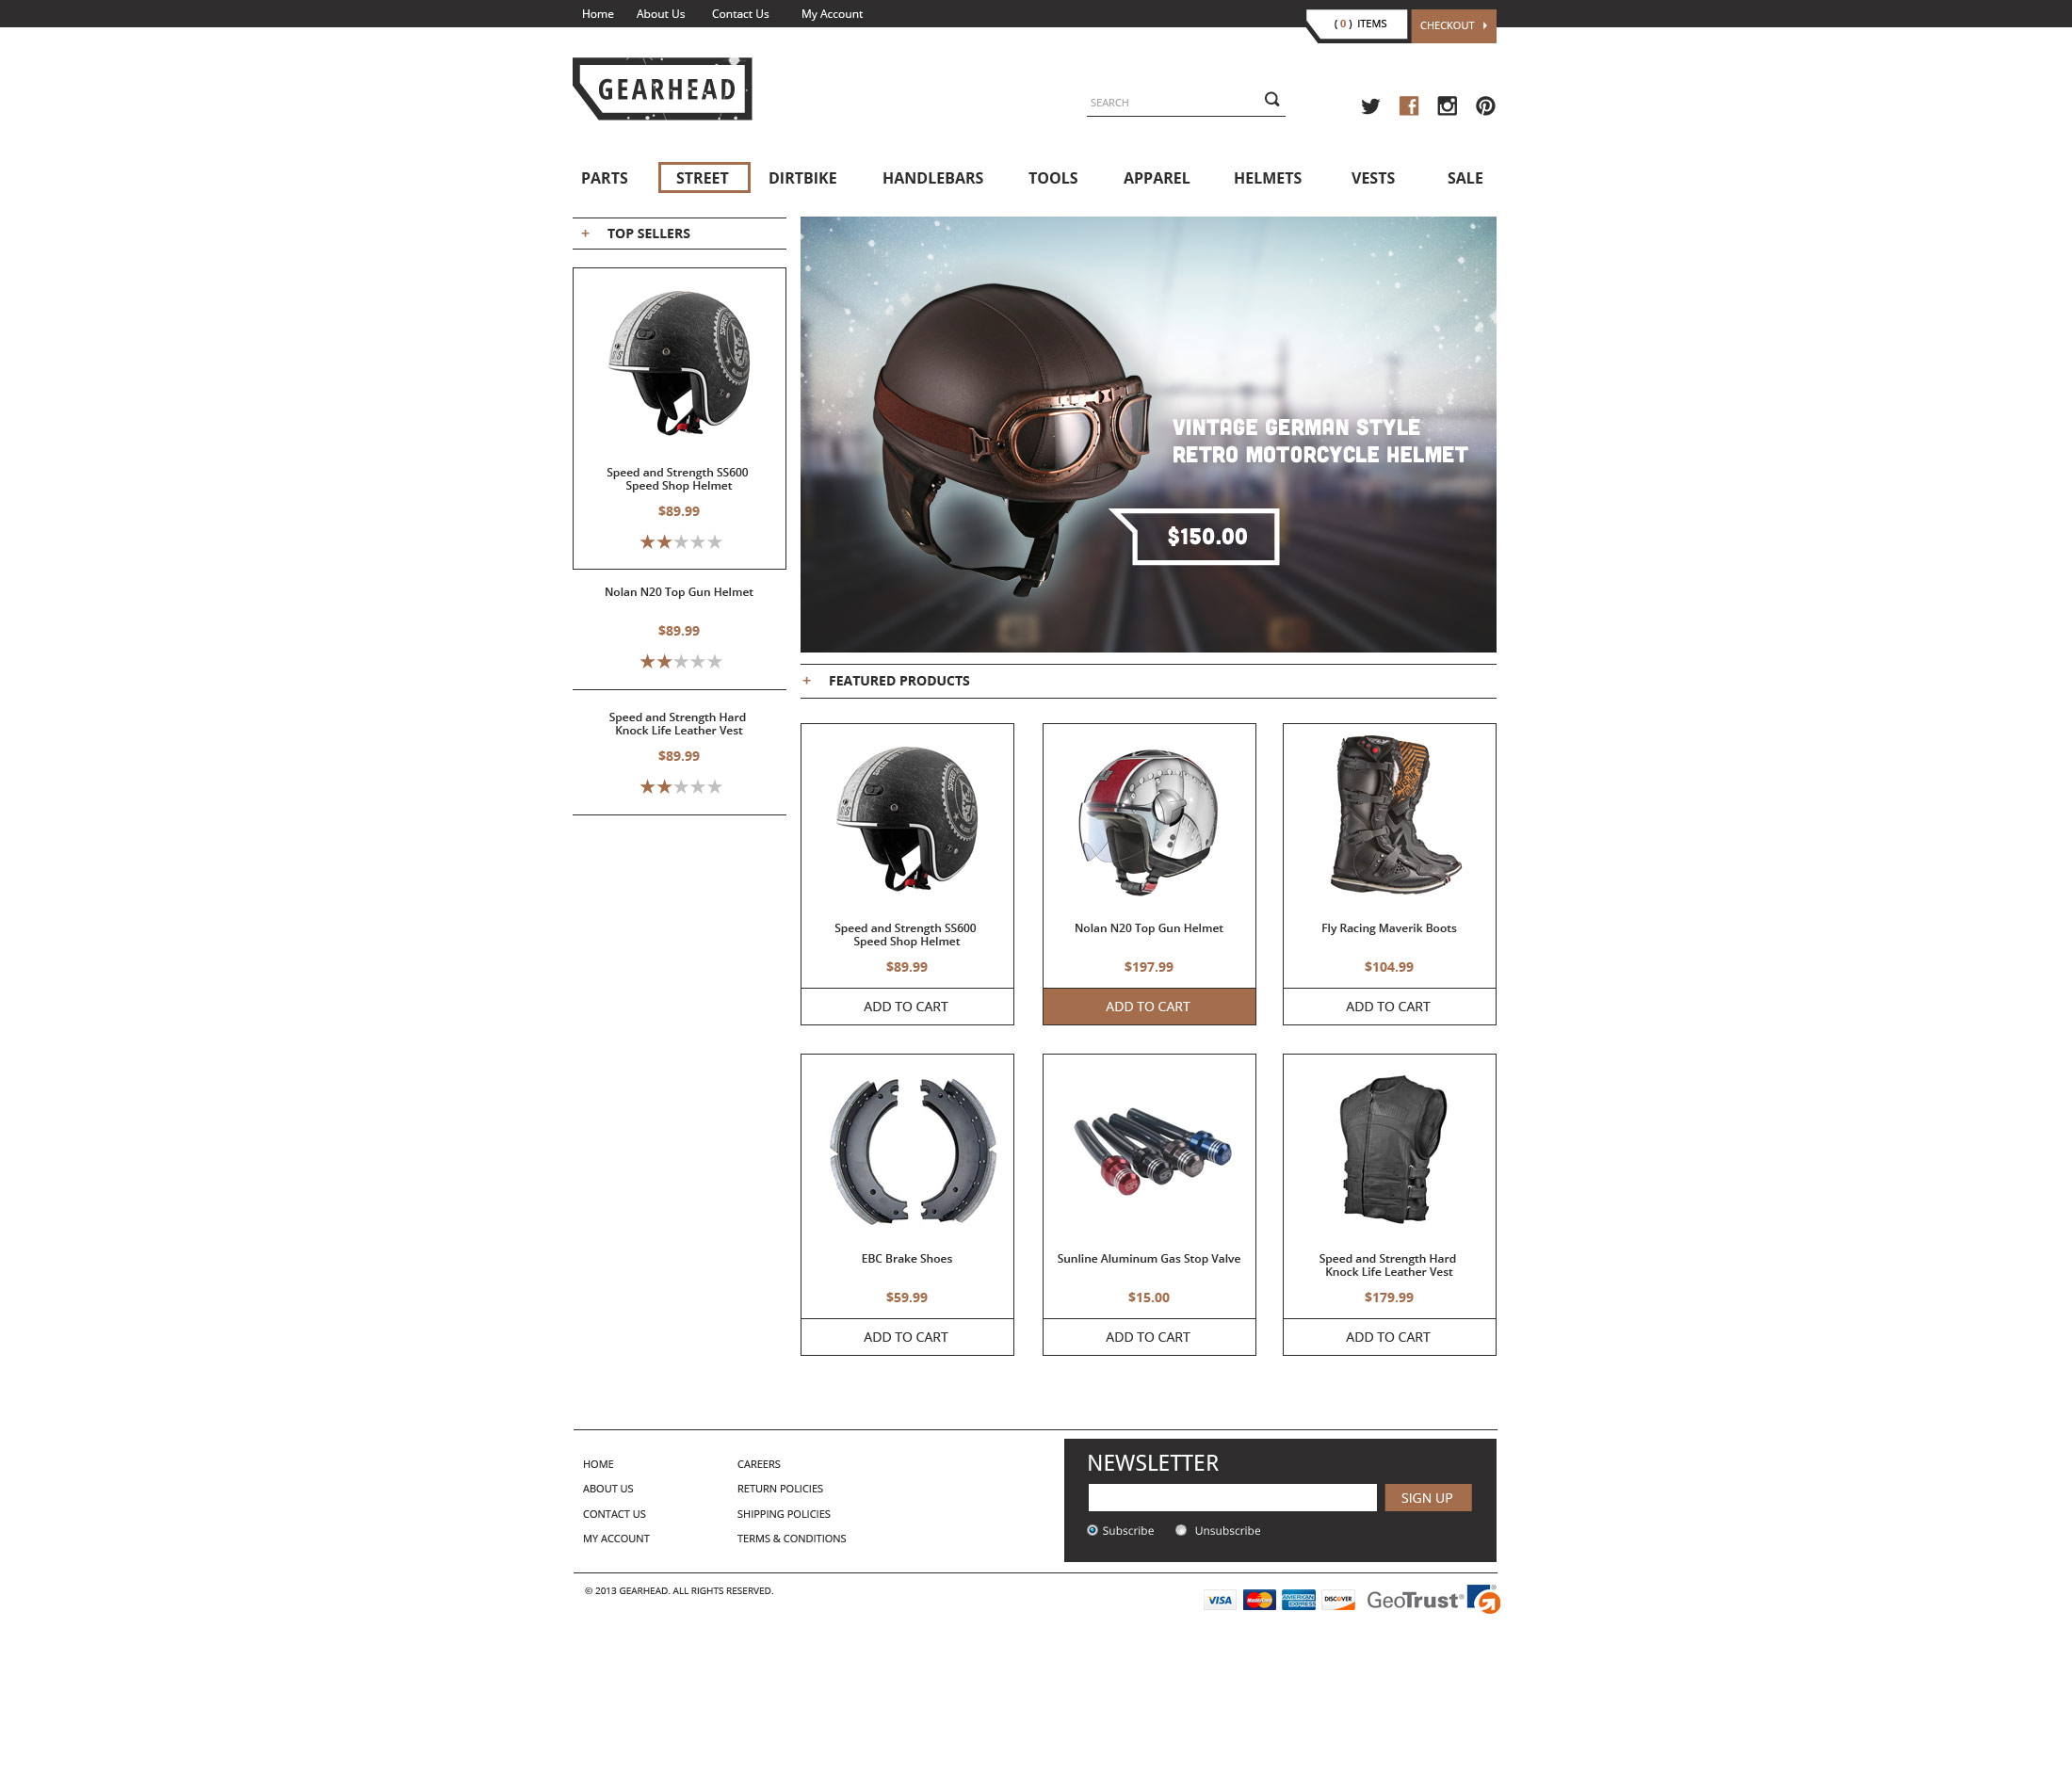 Home About Us Contact Us My Account
( 0 ) ITEMS CHECKOUT
GEARHEAD
SEARCH
PARTS STREET DIRTBIKE HANDLEBARS TOOLS APPAREL HELMETS VESTS SALE
+ TOP SELLERS
Speed and Strength SS600
Speed Shop Helmet
$89.99
Nolan N20 Top Gun Helmet
$89.99
Speed and Strength Hard
Knock Life Leather Vest
$89.99
VINTAGE GERMAN STYLE
RETRO MOTORCYCLE HELMET
$150.00
+ FEATURED PRODUCTS
Speed and Strength SS600
Speed Shop Helmet
$89.99
ADD TO CART
Nolan N20 Top Gun Helmet
$197.99
ADD TO CART
Fly Racing Maverik Boots
$104.99
ADD TO CART
EBC Brake Shoes
$59.99
ADD TO CART
Sunline Aluminum Gas Stop Valve
$15.00
ADD TO CART
Speed and Strength Hard
Knock Life Leather Vest
$179.99
ADD TO CART
HOME
ABOUT US
CONTACT US
MY ACCOUNT
CAREERS
RETURN POLICIES
SHIPPING POLICIES
TERMS & CONDITIONS
NEWSLETTER
SIGN UP
Subscribe Unsubscribe
© 2013 GEARHEAD. ALL RIGHTS RESERVED.
VISA MasterCard AMERICAN EXPRESS DISCOVER GeoTrust®